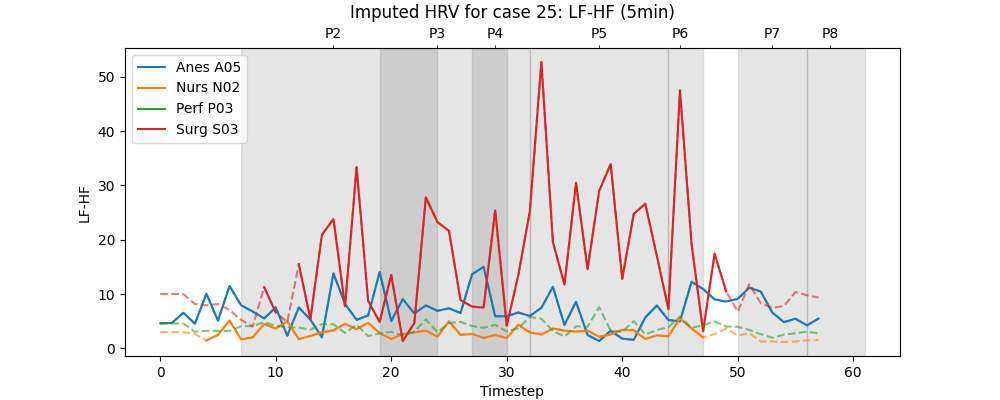 Imputed HRV for case 25: LF-HF (5min)
P2 P3 P4 P5 P6 P7 P8
Anes A05
Nurs N02
Perf P03
Surg S03
50
40
30
20
10
0
LF-HF
0 10 20 30 40 50 60
Timestep